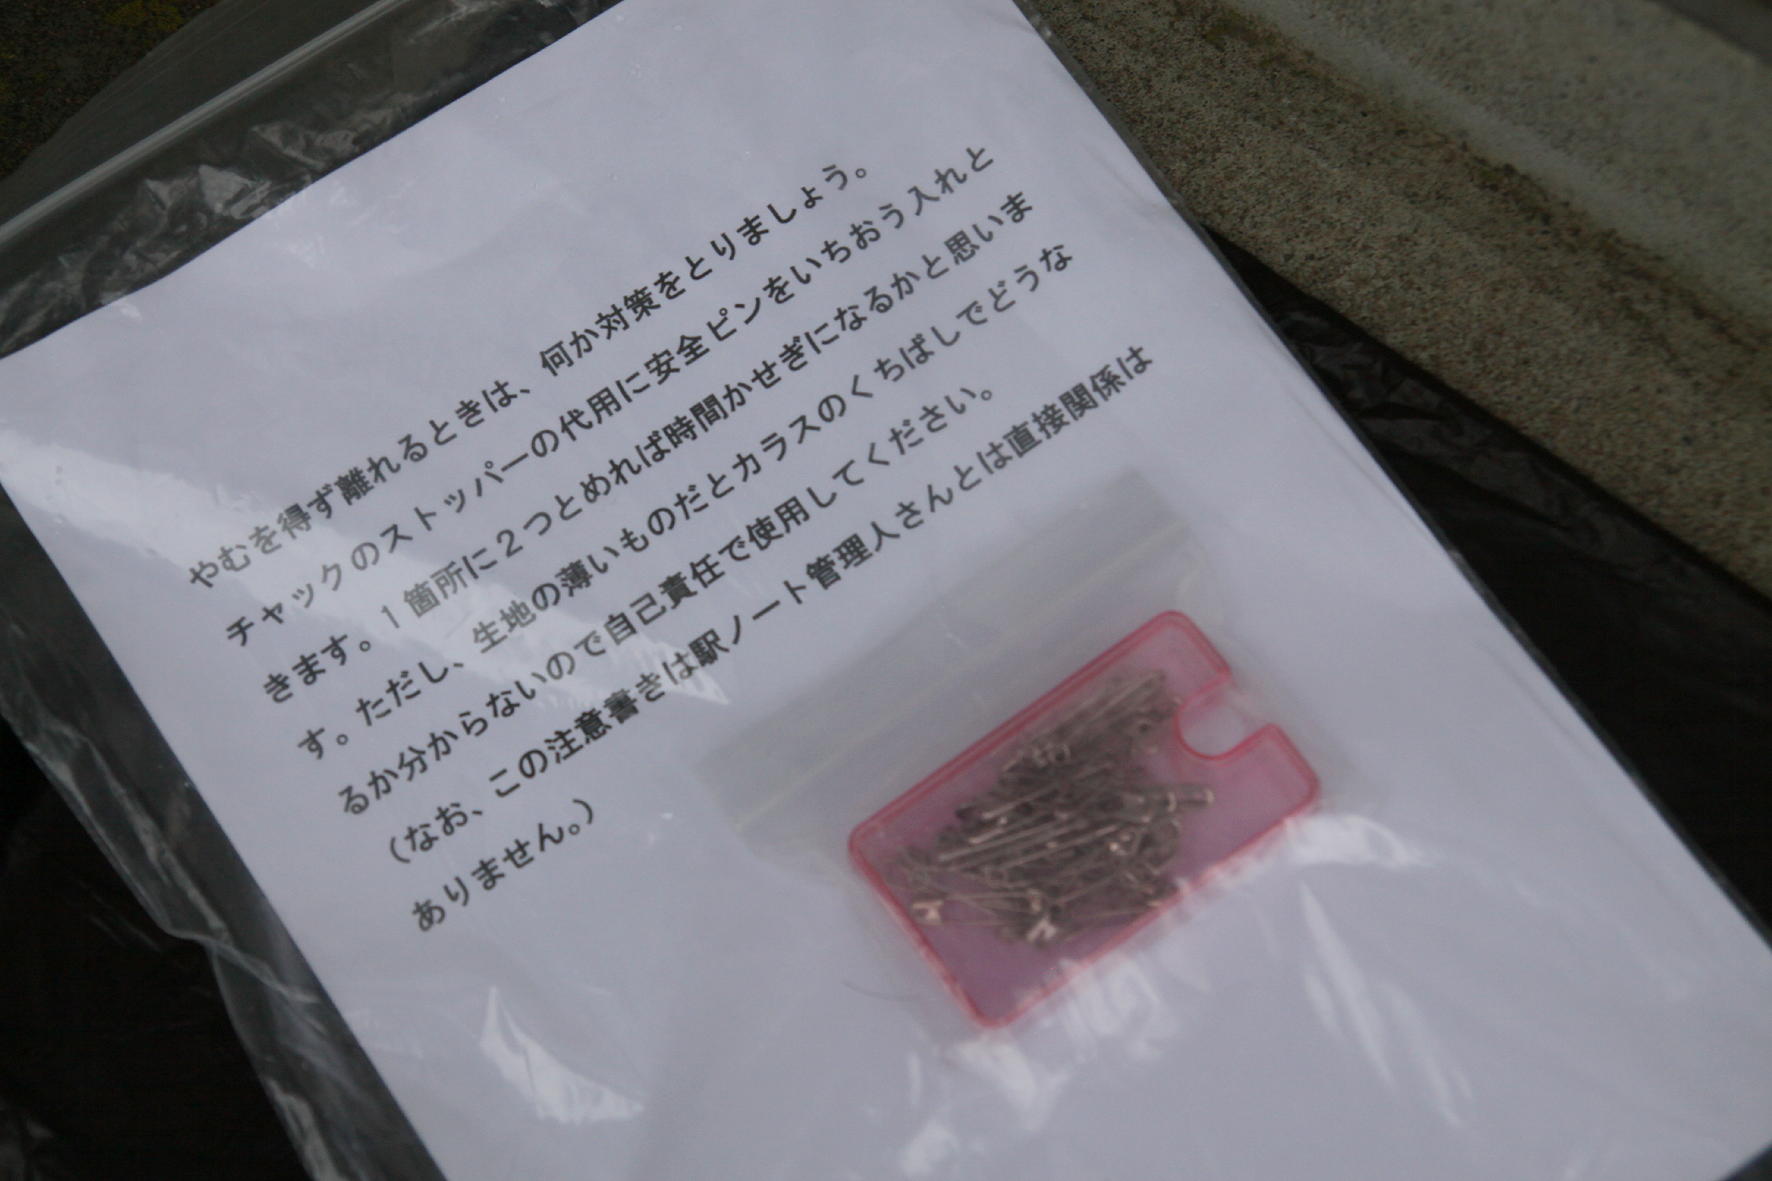 やむを得ず離れるときは、何か対策をとりましょう。
チャックのストッパーの代用に安全ピンをいちおう入れと
きます。１箇所に２つとめれば時間かせぎになるかと思いま
す。ただし、生地の薄いものだとカラスのくちばしでどうな
るか分からないので自己責任で使用してください。
（なお、この注意書きは駅ノート管理人さんとは直接関係は
ありません。）